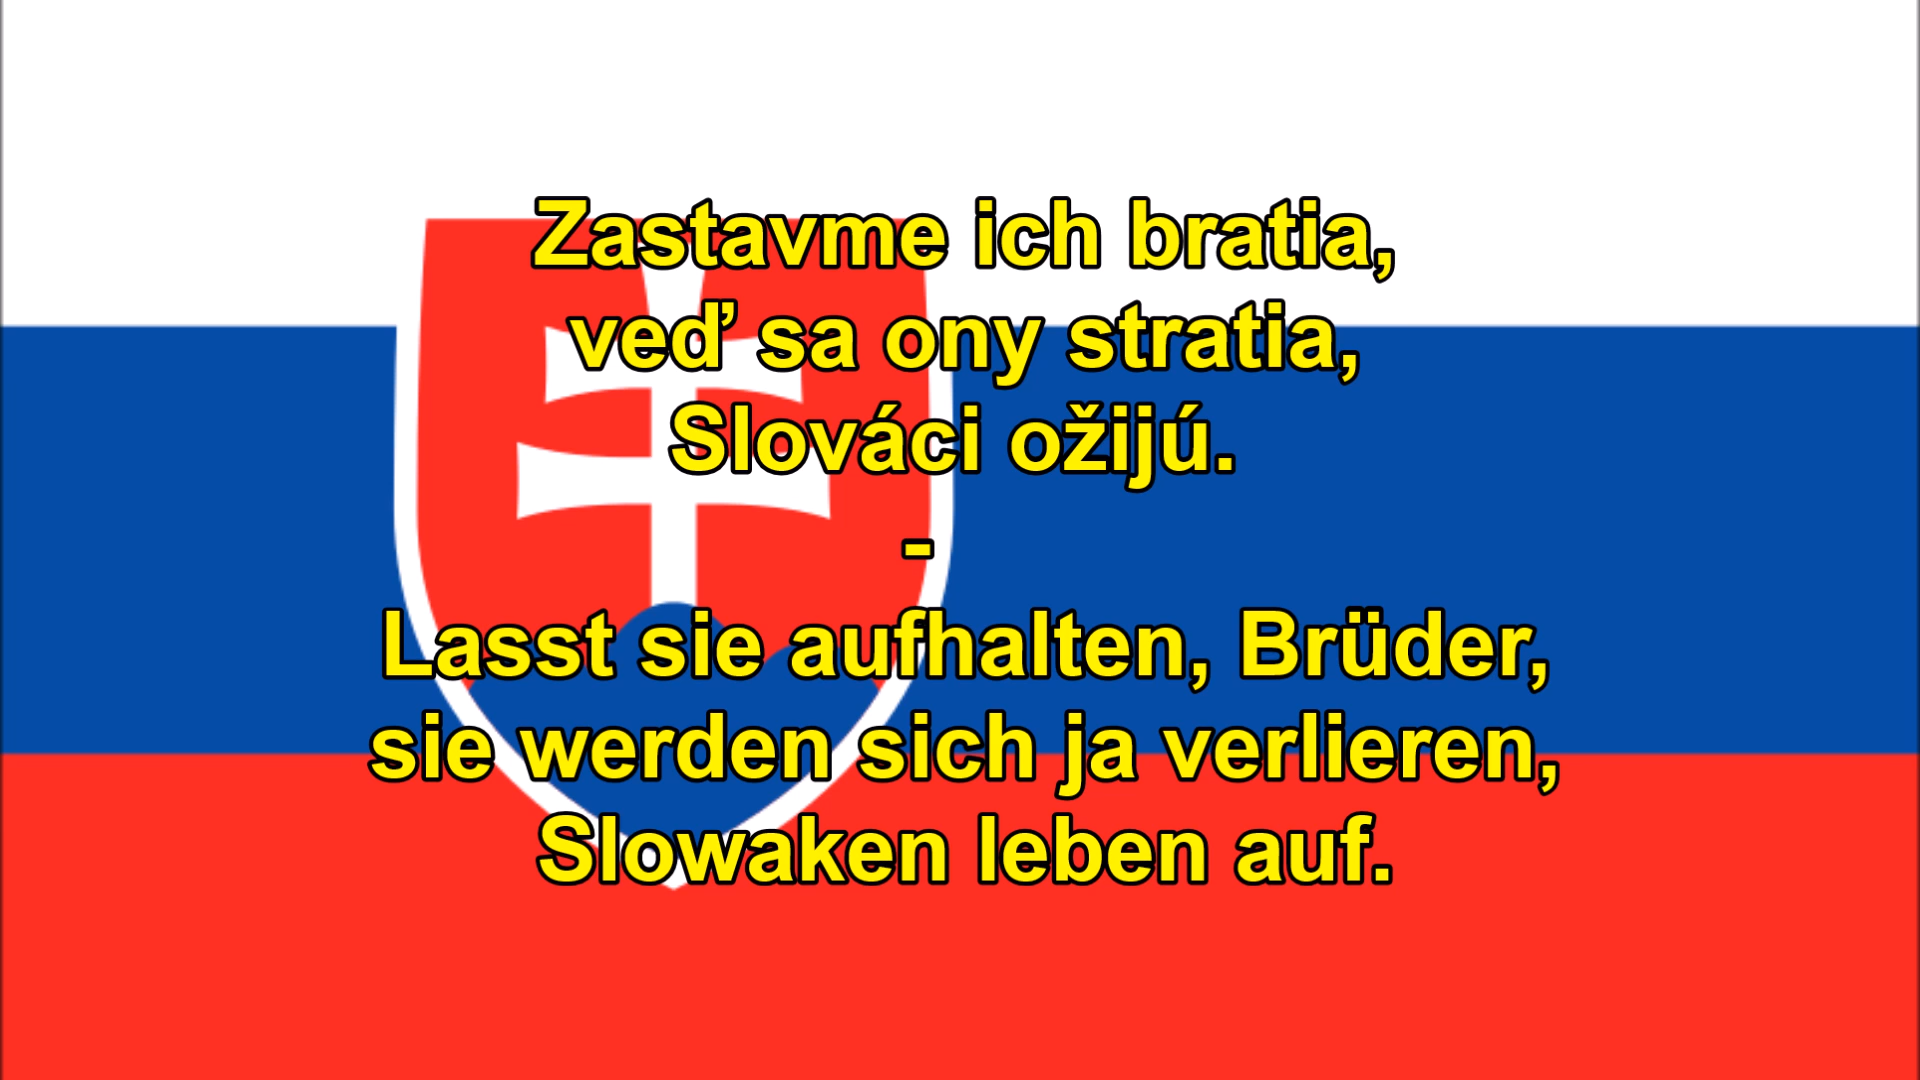 Zastavme ich bratia,
veď sa ony stratia,
Slováci ožijú.
-
Lasst sie aufhalten, Brüder,
sie werden sich ja verlieren,
Slowaken leben auf.